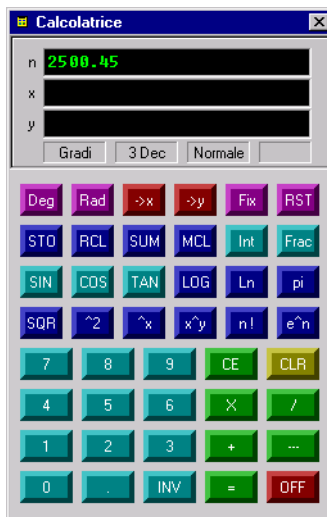 Calcolatrice
n 2500.45
x
y
Gradi 3 Dec Normale
Deg Rad ->x ->y Fix RST
STO RCL SUM MCL Int Frac
SIN COS TAN LOG Ln pi
SQR ^2 ^x x^y n! e^n
7 8 9 CE CLR
4 5 6 X /
1 2 3 + ---
0 . INV = OFF